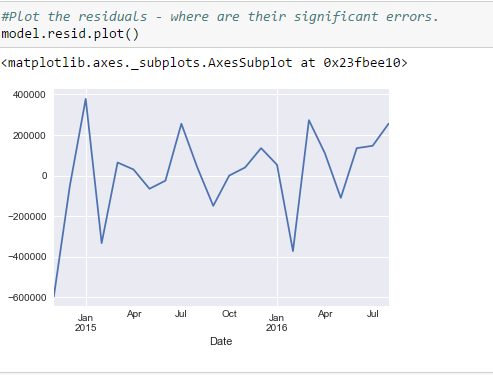 #Plot the residuals - where are their significant errors.
model.resid.plot()
<matplotlib.axes._subplots.AxesSubplot at 0x23fbee10>
400000
200000
0
−200000
−400000
−600000
Jan Apr Jul Oct Jan Apr Jul
2015 2016
Date